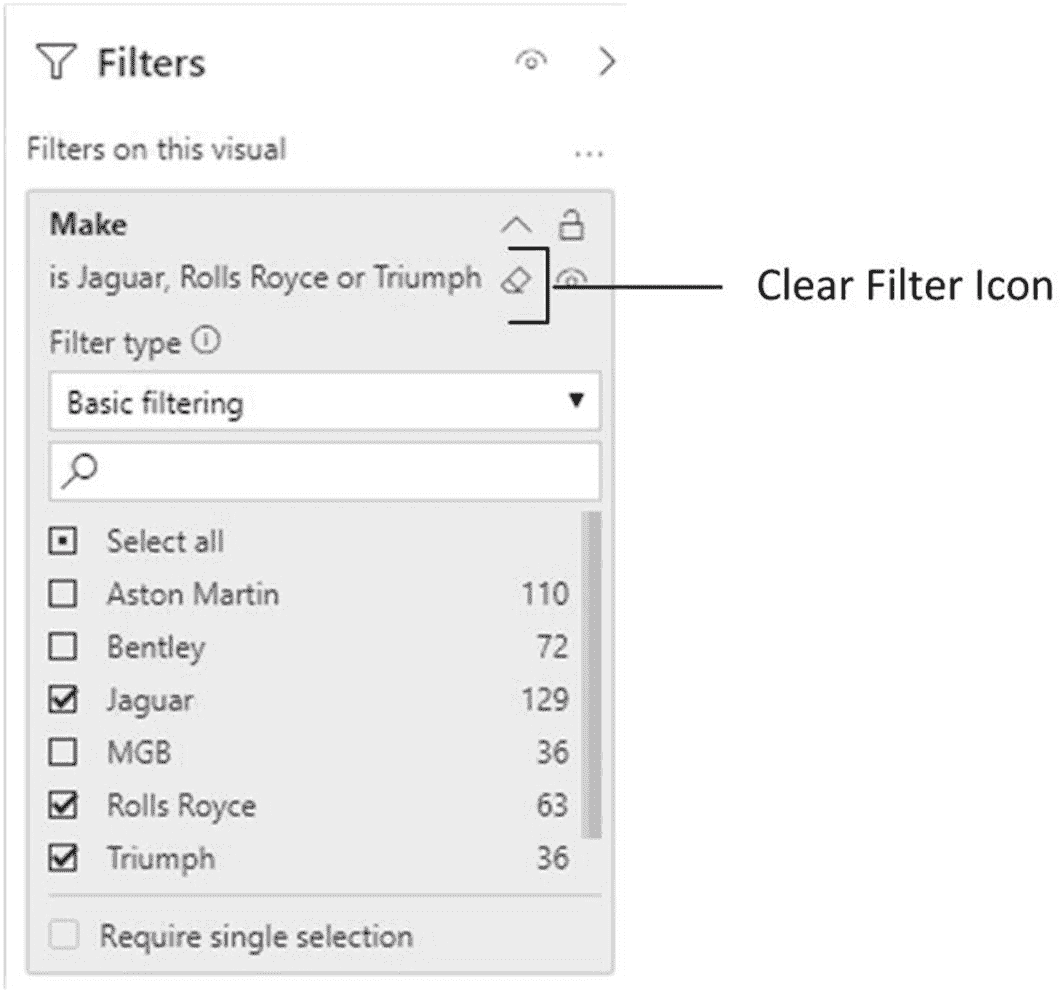 Filters
Filters on this visual
Make
is Jaguar, Rolls Royce or Triumph
Clear Filter Icon
Filter type
Basic filtering
Select all
Aston Martin 110
Bentley 72
Jaguar 129
MGB 36
Rolls Royce 63
Triumph 36
Require single selection